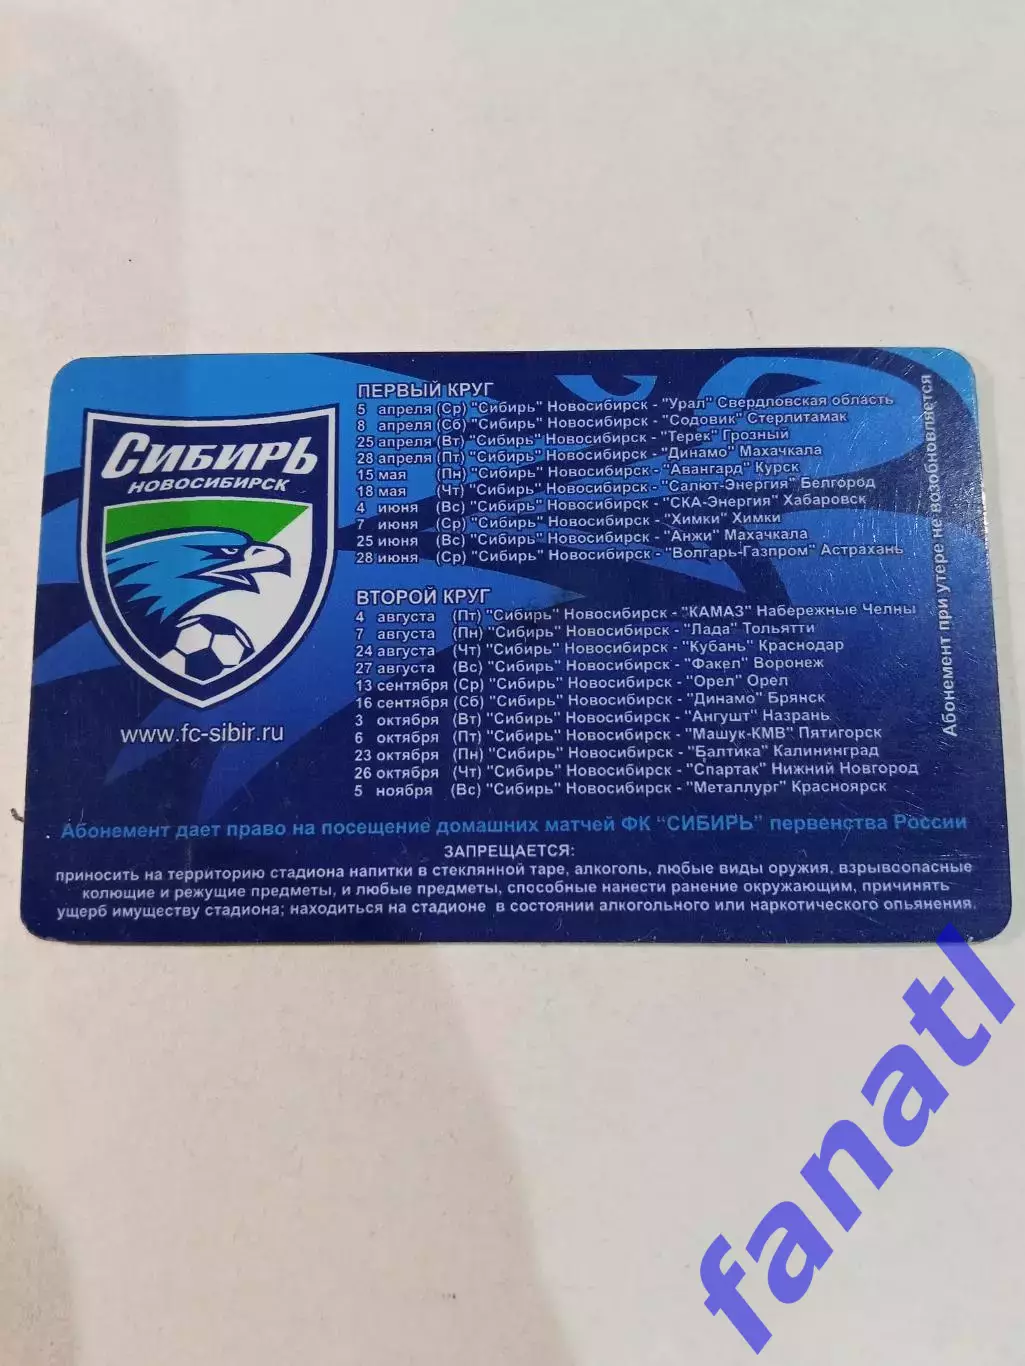 СИБИРЬ
НОВОСИБИРСК
www.fc-sibir.ru
ПЕРВЫЙ КРУГ
5 апреля (Ср) "Сибирь" Новосибирск - "Урал" Свердловская область
8 апреля (Сб) "Сибирь" Новосибирск - "Содовик" Стерлитамак
25 апреля (Вт) "Сибирь" Новосибирск - "Терек" Грозный
28 апреля (Пт) "Сибирь" Новосибирск - "Динамо" Махачкала
15 мая (Пн) "Сибирь" Новосибирск - "Авангард" Курск
18 мая (Чт) "Сибирь" Новосибирск - "Салют-Энергия" Белгород
4 июня (Вс) "Сибирь" Новосибирск - "СКА-Энергия" Хабаровск
7 июня (Ср) "Сибирь" Новосибирск - "Химки" Химки
25 июня (Вс) "Сибирь" Новосибирск - "Анжи" Махачкала
28 июня (Ср) "Сибирь" Новосибирск - "Волгарь-Газпром" Астрахань
ВТОРОЙ КРУГ
4 августа (Пт) "Сибирь" Новосибирск - "КАМАЗ" Набережные Челны
7 августа (Пн) "Сибирь" Новосибирск - "Лада" Тольятти
24 августа (Чт) "Сибирь" Новосибирск - "Кубань" Краснодар
27 августа (Вс) "Сибирь" Новосибирск - "Факел" Воронеж
13 сентября (Ср) "Сибирь" Новосибирск - "Орел" Орел
16 сентября (Сб) "Сибирь" Новосибирск - "Динамо" Брянск
3 октября (Вт) "Сибирь" Новосибирск - "Ангушт" Назрань
6 октября (Пт) "Сибирь" Новосибирск - "Машук-КМВ" Пятигорск
23 октября (Пн) "Сибирь" Новосибирск - "Балтика" Калининград
26 октября (Чт) "Сибирь" Новосибирск - "Спартак" Нижний Новгород
5 ноября (Вс) "Сибирь" Новосибирск - "Металлург" Красноярск
Абонемент при утере не возобновляется
Абонемент дает право на посещение домашних матчей ФК "СИБИРЬ" первенства России
ЗАПРЕЩАЕТСЯ:
приносить на территорию стадиона напитки в стеклянной таре, алкоголь, любые виды оружия, взрывоопасные
колющие и режущие предметы, и любые предметы, способные нанести ранение окружающим, причинять
ущерб имуществу стадиона; находиться на стадионе в состоянии алкогольного или наркотического опьянения.
fanatl